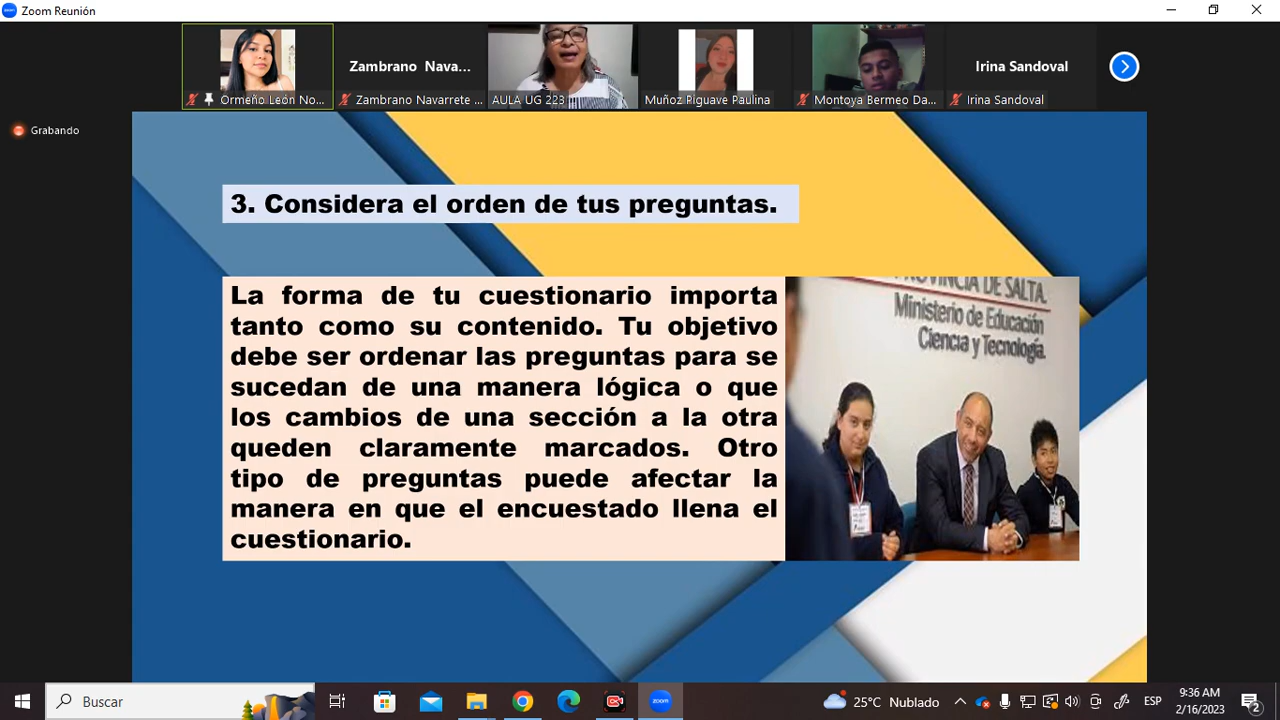 Zoom Reunión
Zambrano Nava...
Irina Sandoval
Ormeño León No...
Zambrano Navarrete ...
AULA UG 223
Muñoz Piguave Paulina
Montoya Bermeo Da...
Irina Sandoval
Grabando
3. Considera el orden de tus preguntas.
La forma de tu cuestionario importa
tanto como su contenido. Tu objetivo
debe ser ordenar las preguntas para se
sucedan de una manera lógica o que
los cambios de una sección a la otra
queden claramente marcados. Otro
tipo de preguntas puede afectar la
manera en que el encuestado llena el
cuestionario.
PROVINCIA DE SALTA.
Ministerio de Educación
Ciencia y Tecnología.
Buscar
zoom
25°C Nublado
ESP
9:36 AM
2/16/2023
2